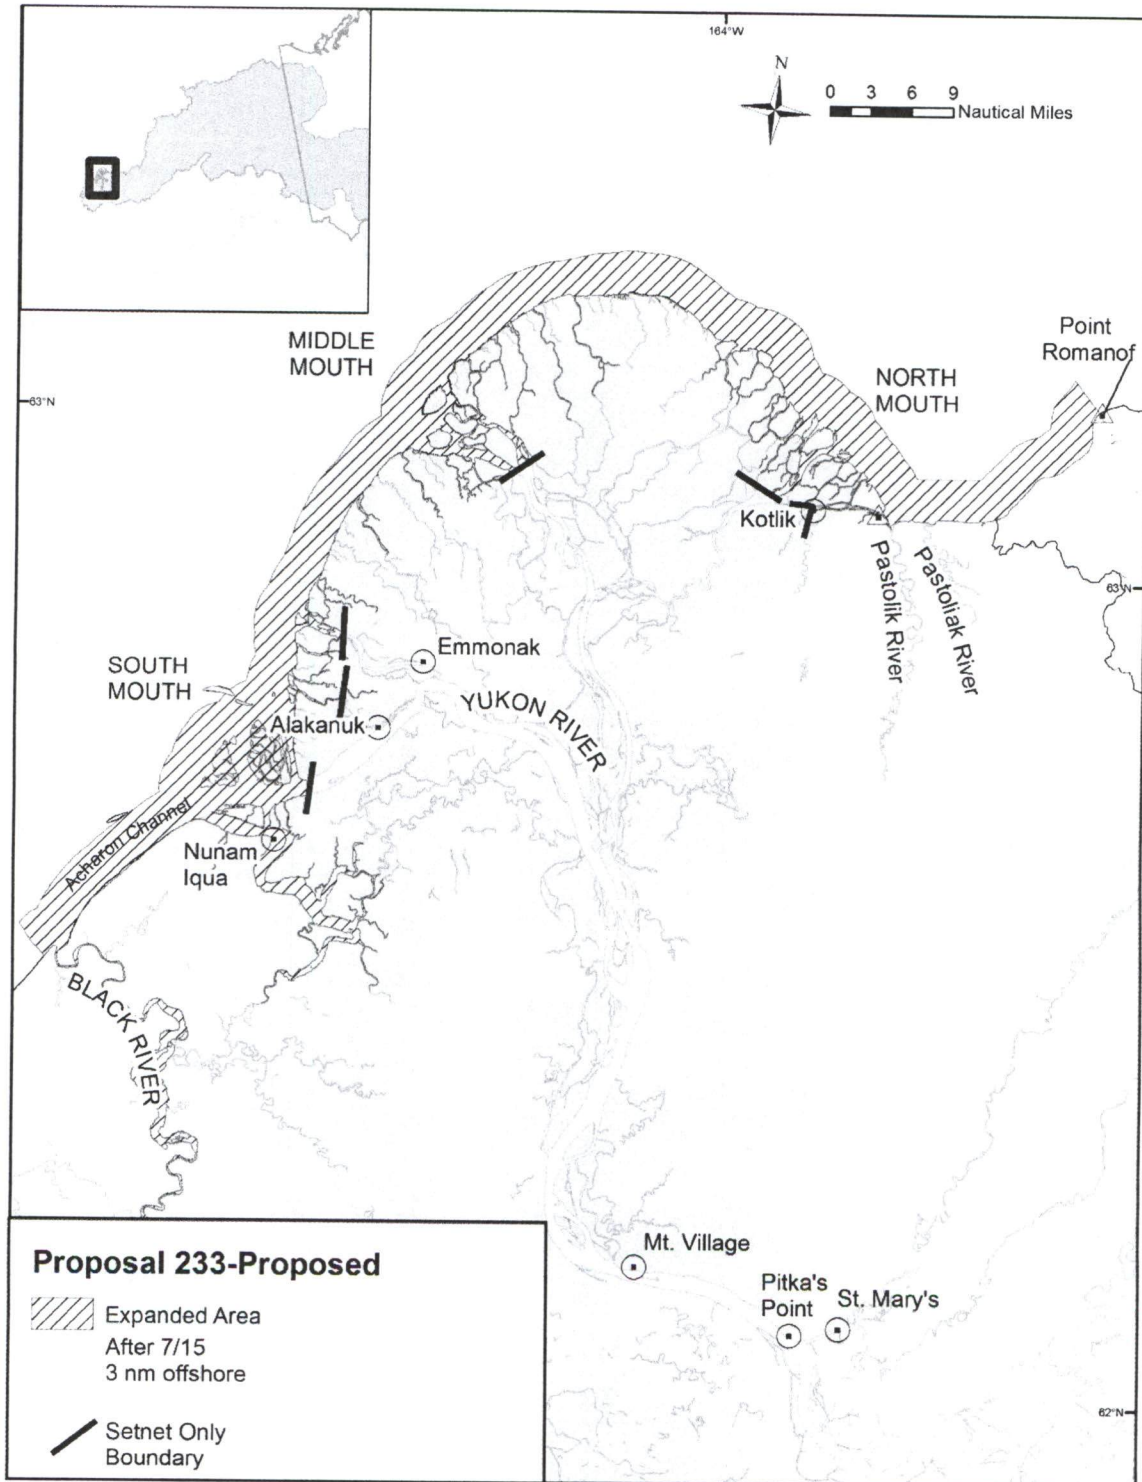 164°W
N
0 3 6 9
Nautical Miles
MIDDLE
MOUTH
Point
Romanof
63°N
NORTH
MOUTH
Kotlik
Pastolik River
Pastoliak River
63°N
Emmonak
SOUTH
MOUTH
YUKON RIVER
Alakanuk
Acharon Channel
Nunam
Iqua
BLACK RIVER
Mt. Village
Pitka's
Point
St. Mary's
Proposal 233-Proposed
Expanded Area
After 7/15
3 nm offshore
62°N
Setnet Only
Boundary